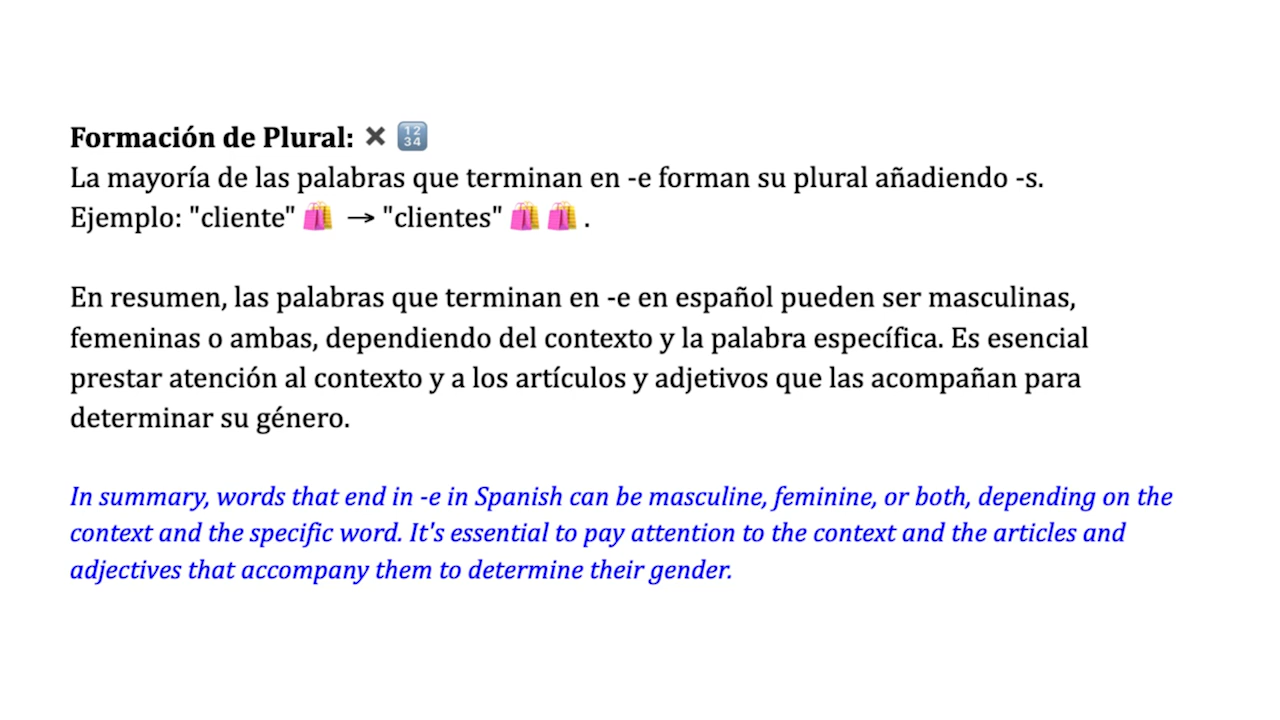 Formación de Plural: ✖️ 🔢
La mayoría de las palabras que terminan en -e forman su plural añadiendo -s.
Ejemplo: "cliente" 🛍️ → "clientes" 🛍️ 🛍️ .
En resumen, las palabras que terminan en -e en español pueden ser masculinas,
femeninas o ambas, dependiendo del contexto y la palabra específica. Es esencial
prestar atención al contexto y a los artículos y adjetivos que las acompañan para
determinar su género.
In summary, words that end in -e in Spanish can be masculine, feminine, or both, depending on the
context and the specific word. It's essential to pay attention to the context and the articles and
adjectives that accompany them to determine their gender.